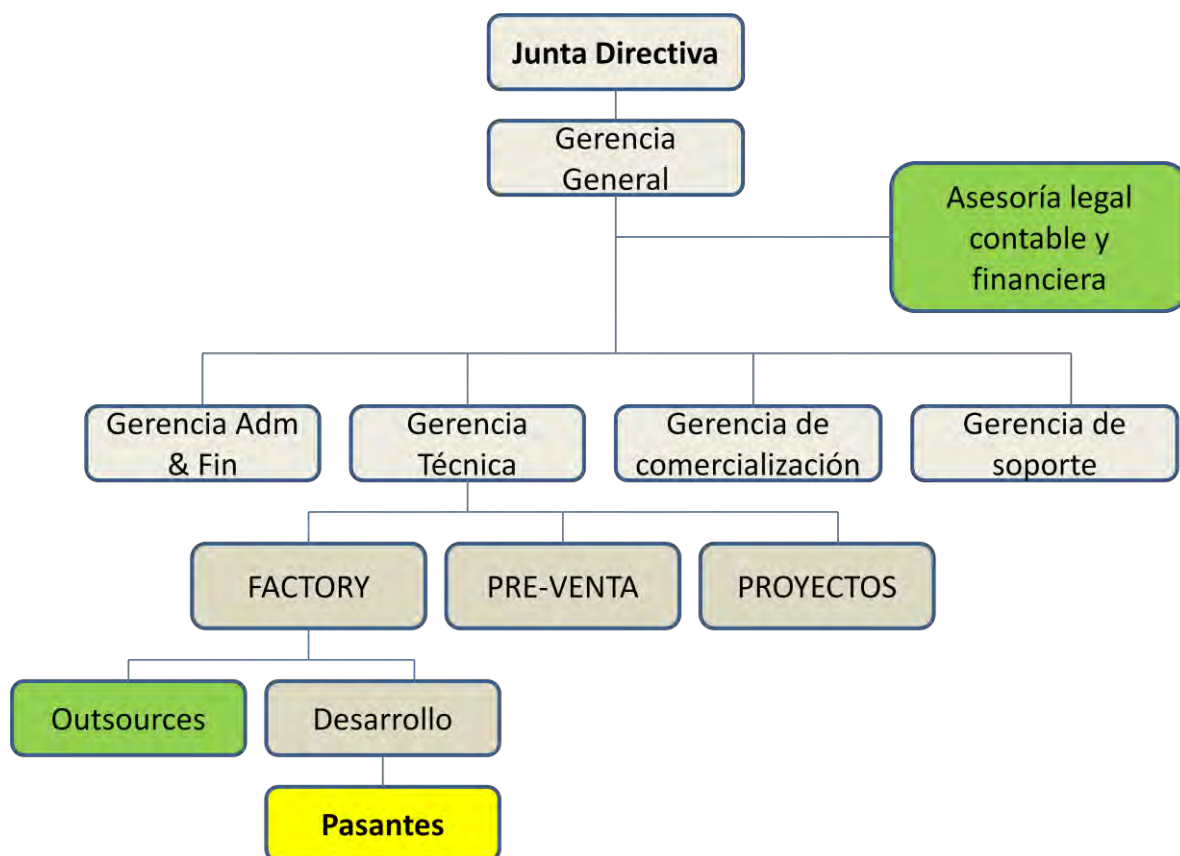 Junta Directiva
Gerencia
General
Asesoría legal
contable y
financiera
Gerencia Adm
& Fin
Gerencia
Técnica
Gerencia de
comercialización
Gerencia de
soporte
FACTORY
PRE-VENTA
PROYECTOS
Outsources
Desarrollo
Pasantes